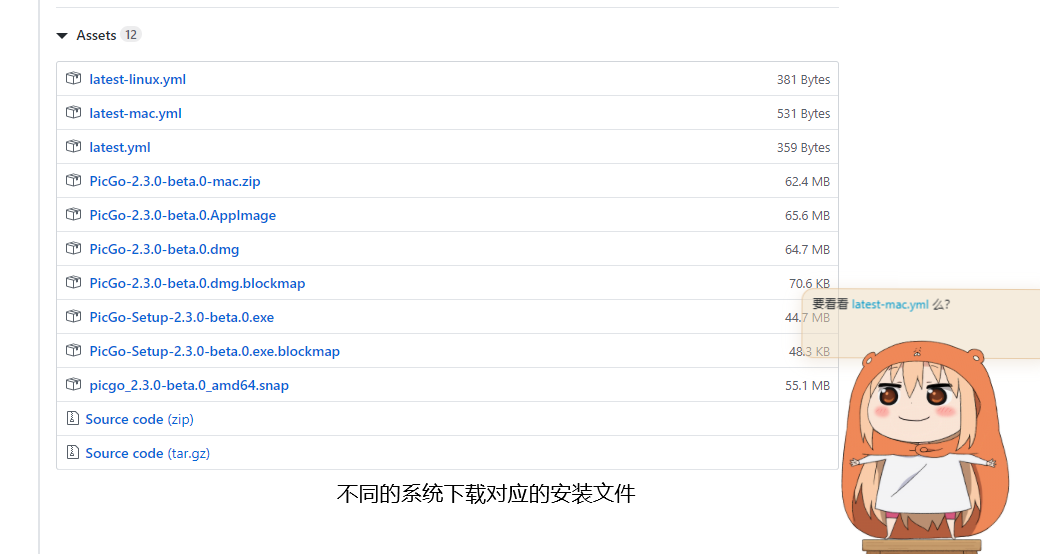 Assets 12
latest-linux.yml 381 Bytes
latest-mac.yml 531 Bytes
latest.yml 359 Bytes
PicGo-2.3.0-beta.0-mac.zip 62.4 MB
PicGo-2.3.0-beta.0.AppImage 65.6 MB
PicGo-2.3.0-beta.0.dmg 64.7 MB
PicGo-2.3.0-beta.0.dmg.blockmap 70.6 KB
要看看 latest-mac.yml 么?
PicGo-Setup-2.3.0-beta.0.exe 44.7 MB
PicGo-Setup-2.3.0-beta.0.exe.blockmap 48.3 KB
picgo_2.3.0-beta.0_amd64.snap 55.1 MB
Source code (zip)
Source code (tar.gz)
不同的系统下载对应的安装文件